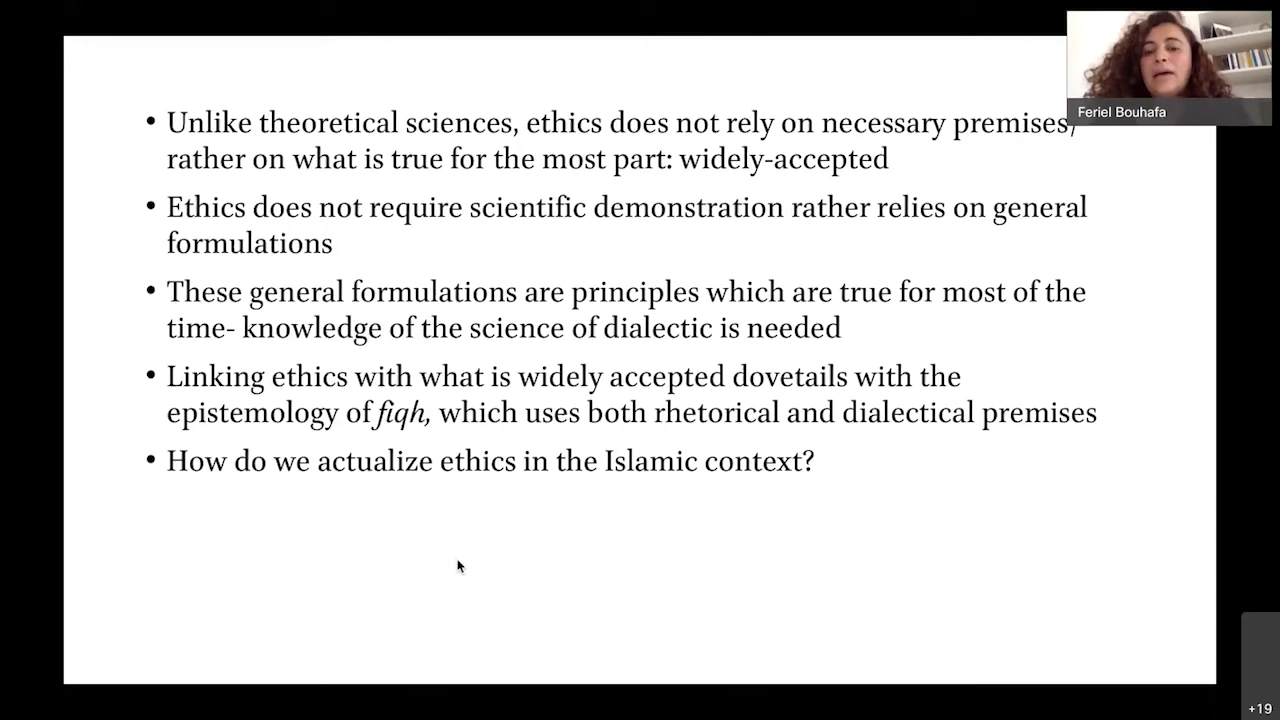 • Unlike theoretical sciences, ethics does not rely on necessary premises/
rather on what is true for the most part: widely-accepted
• Ethics does not require scientific demonstration rather relies on general
formulations
• These general formulations are principles which are true for most of the
time- knowledge of the science of dialectic is needed
• Linking ethics with what is widely accepted dovetails with the
epistemology of fiqh, which uses both rhetorical and dialectical premises
• How do we actualize ethics in the Islamic context?
Feriel Bouhafa
+19